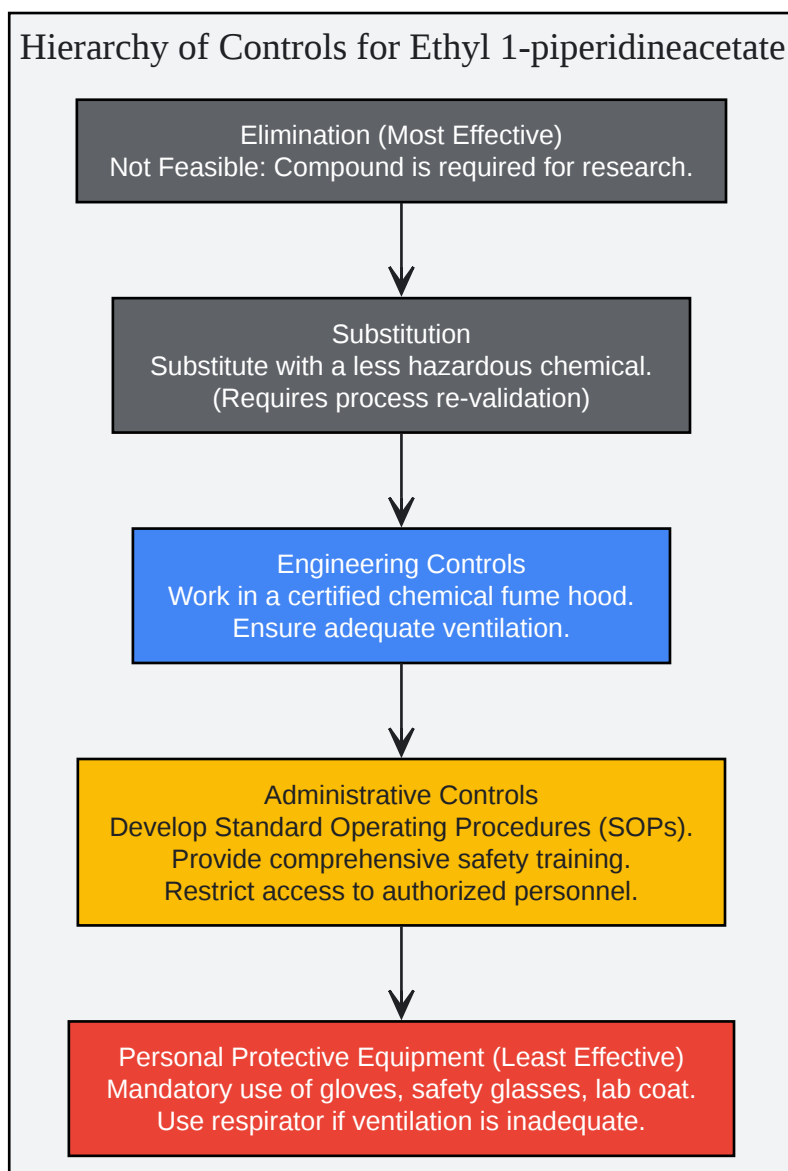 Hierarchy of Controls for Ethyl 1-piperidineacetate
Elimination (Most Effective)
Not Feasible: Compound is required for research.
Substitution
Substitute with a less hazardous chemical.
(Requires process re-validation)
Engineering Controls
Work in a certified chemical fume hood.
Ensure adequate ventilation.
Administrative Controls
Develop Standard Operating Procedures (SOPs).
Provide comprehensive safety training.
Restrict access to authorized personnel.
Personal Protective Equipment (Least Effective)
Mandatory use of gloves, safety glasses, lab coat.
Use respirator if ventilation is inadequate.